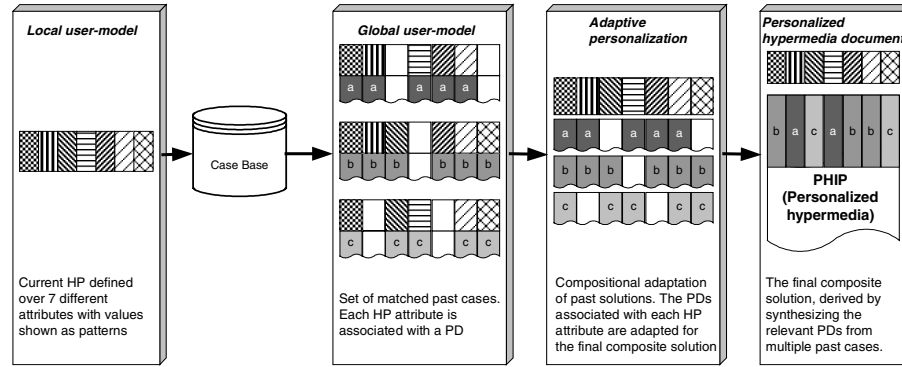 Local user-model
Current HP defined
over 7 different
attributes with values
shown as patterns
Case Base
Global user-model
a a a a a
b b b b b b
c c c c c
Set of matched past cases.
Each HP attribute is
associated with a PD
Adaptive
personalization
a a a a a
b b b b b b
c c c c c
Compositional adaptation
of past solutions. The PDs
associated with each HP
attribute are adapted for
the final composite solution
Personalized
hypermedia document
b a c a b b c
PHIP
(Personalized
hypermedia)
The final composite
solution, derived by
synthesizing the
relevant PDs from
multiple past cases.